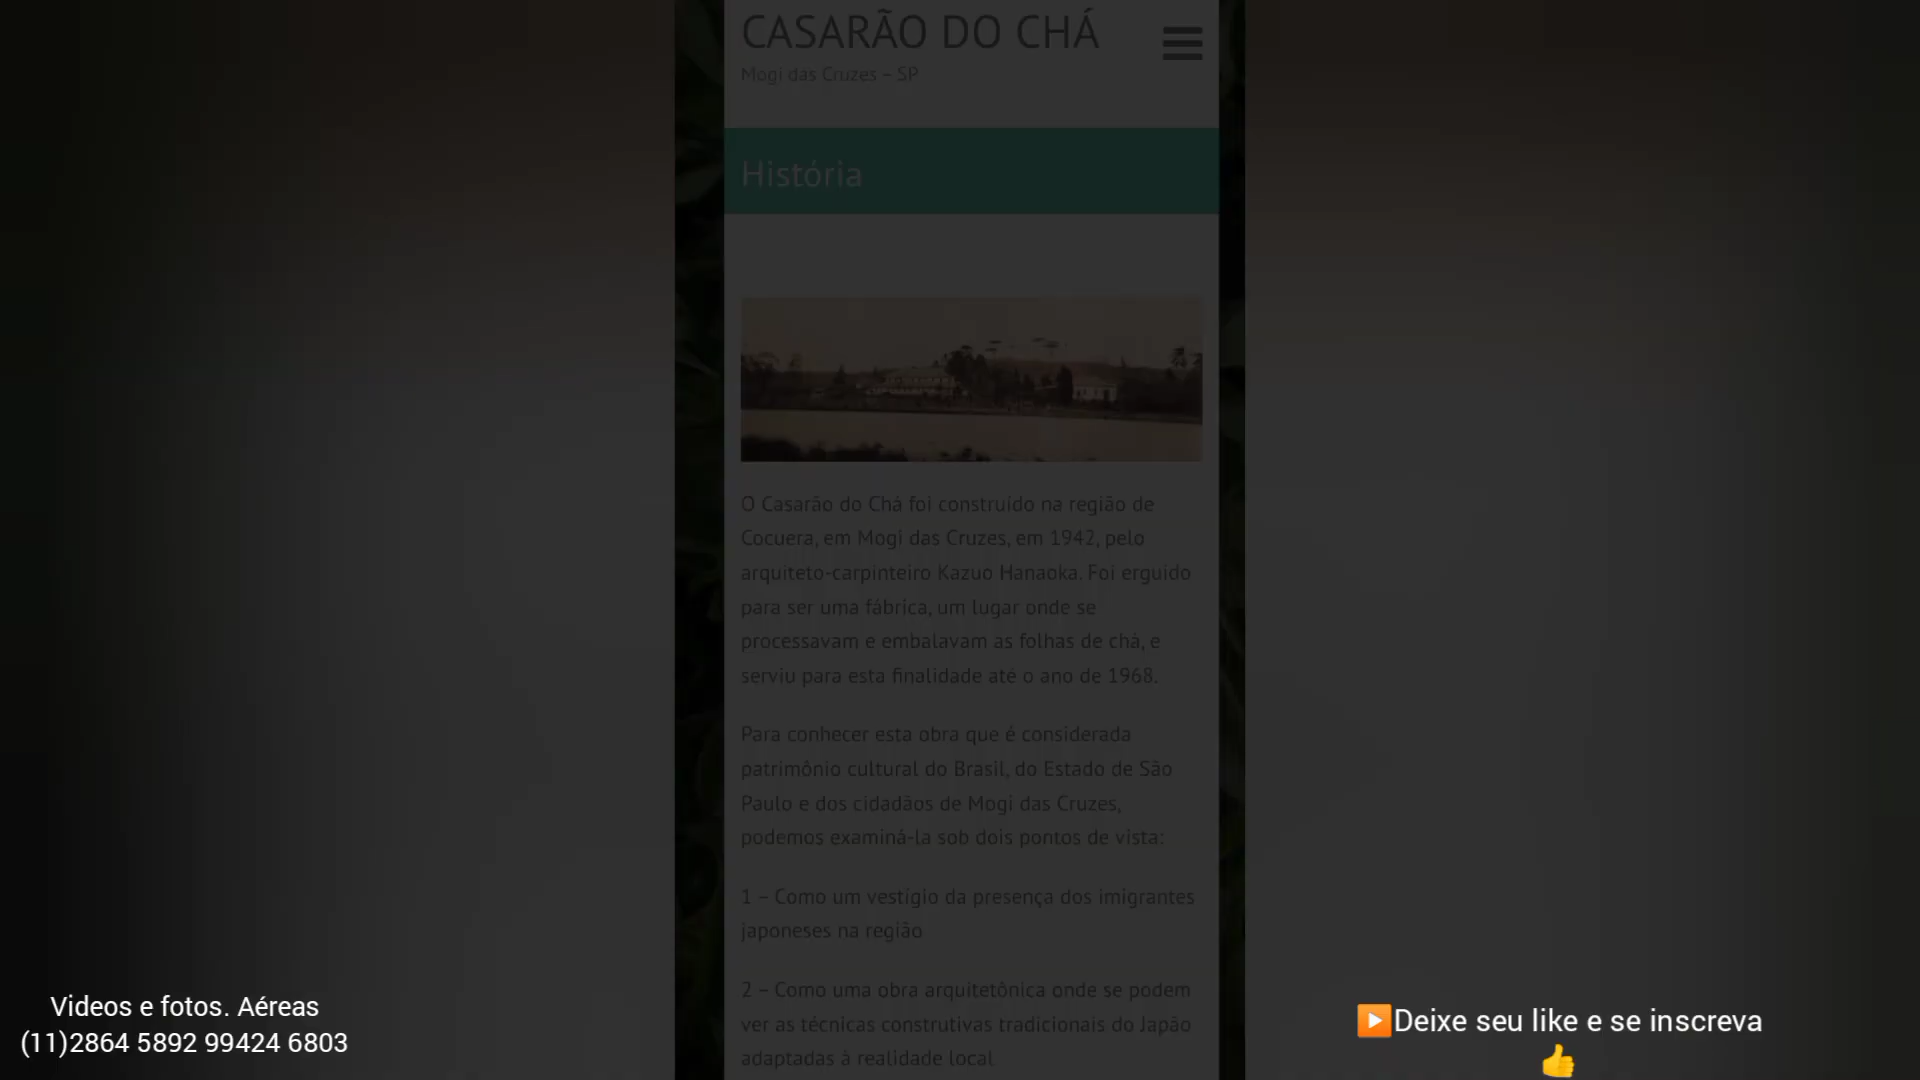 CASARÃO DO CHÁ
Mogi das Cruzes – SP
História
O Casarão do Chá foi construído na região de
Cocuera, em Mogi das Cruzes, em 1942, pelo
arquiteto-carpinteiro Kazuo Hanaoka. Foi erguido
para ser uma fábrica, um lugar onde se
processavam e embalavam as folhas de chá, e
serviu para esta finalidade até o ano de 1968.
Para conhecer esta obra que é considerada
patrimônio cultural do Brasil, do Estado de São
Paulo e dos cidadãos de Mogi das Cruzes,
podemos examiná-la sob dois pontos de vista:
1 – Como um vestígio da presença dos imigrantes
japoneses na região
2 – Como uma obra arquitetônica onde se podem
ver as técnicas construtivas tradicionais do Japão
adaptadas à realidade local
Videos e fotos. Aéreas
(11)2864 5892 99424 6803
▶️Deixe seu like e se inscreva
👍